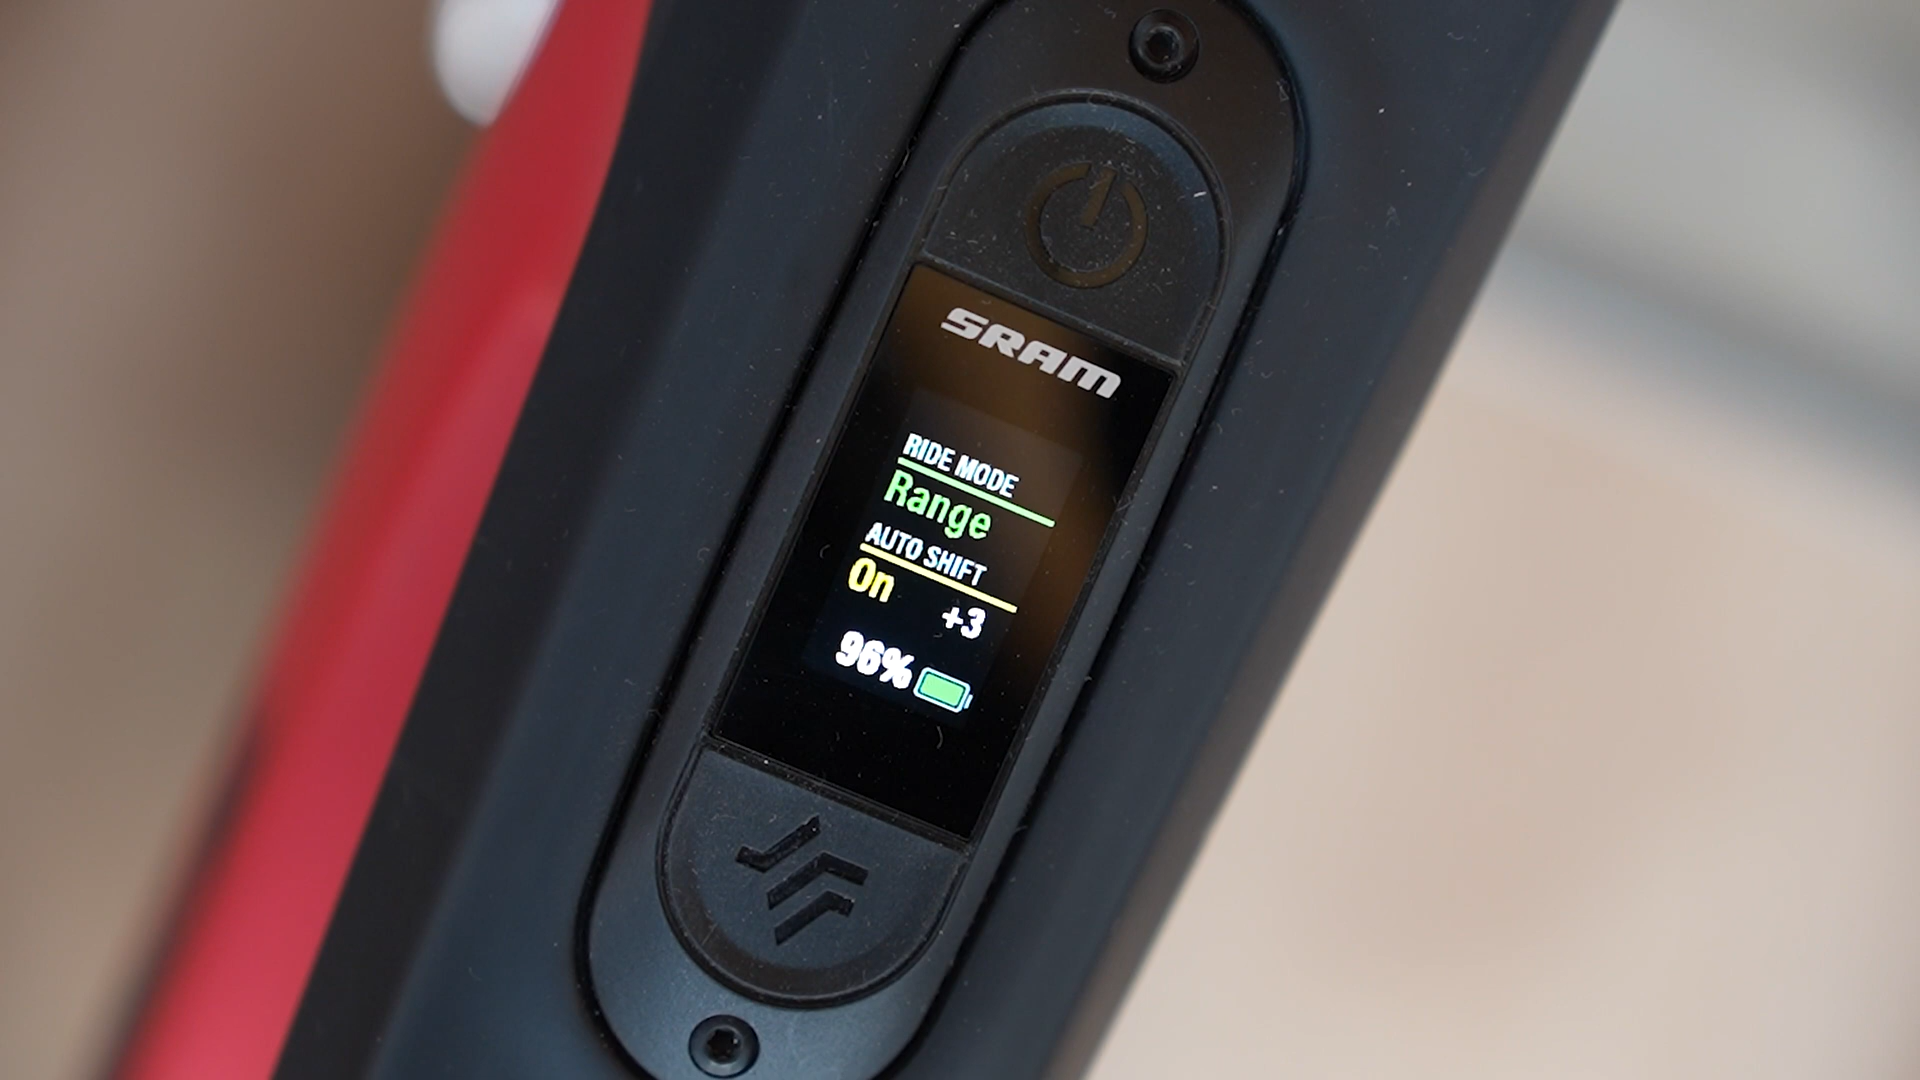 SRAM
RIDE MODE
Range
AUTO SHIFT
On
+3
96%